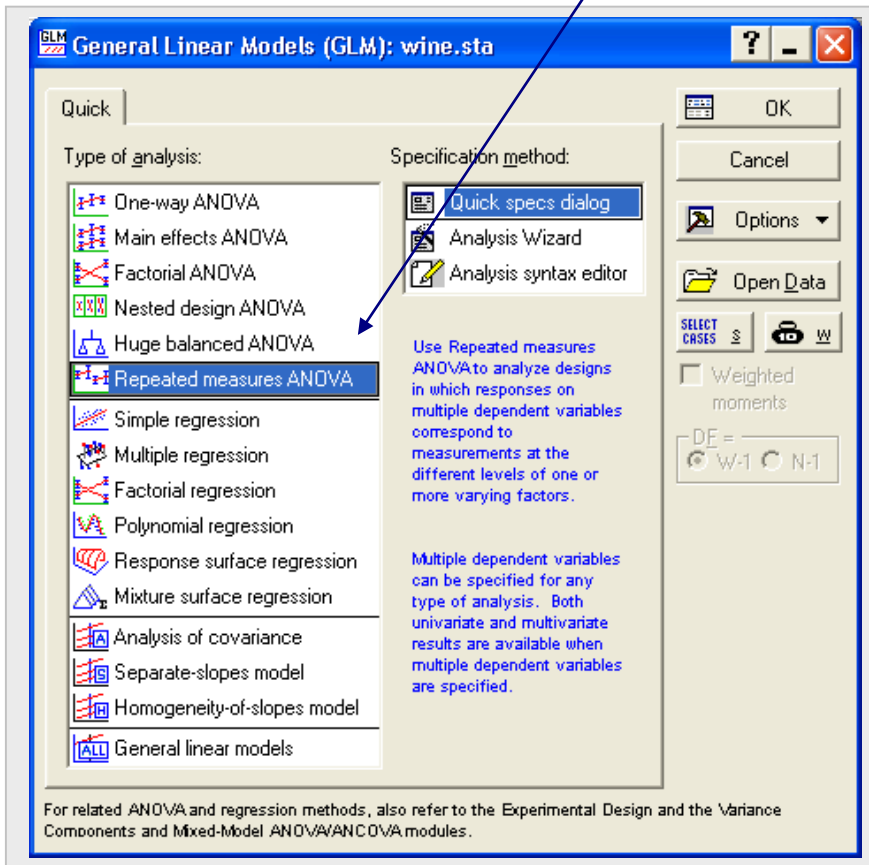 GLM General Linear Models (GLM): wine.sta
Quick
Type of analysis:
One-way ANOVA
Main effects ANOVA
Factorial ANOVA
Nested design ANOVA
Huge balanced ANOVA
Repeated measures ANOVA
Simple regression
Multiple regression
Factorial regression
Polynomial regression
Response surface regression
Mixture surface regression
Analysis of covariance
Separate-slopes model
Homogeneity-of-slopes model
ALL General linear models
Specification method:
Quick specs dialog
Analysis Wizard
Analysis syntax editor
Use Repeated measures
ANOVA to analyze designs
in which responses on
multiple dependent variables
correspond to
measurements at the
different levels of one or
more varying factors.
Multiple dependent variables
can be specified for any
type of analysis. Both
univariate and multivariate
results are available when
multiple dependent variables
are specified.
OK
Cancel
Options
Open Data
SELECT
CASES S
W
Weighted
moments
DF =
W-1 N-1
For related ANOVA and regression methods, also refer to the Experimental Design and the Variance
Components and Mixed-Model ANOVA/ANCOVA modules.